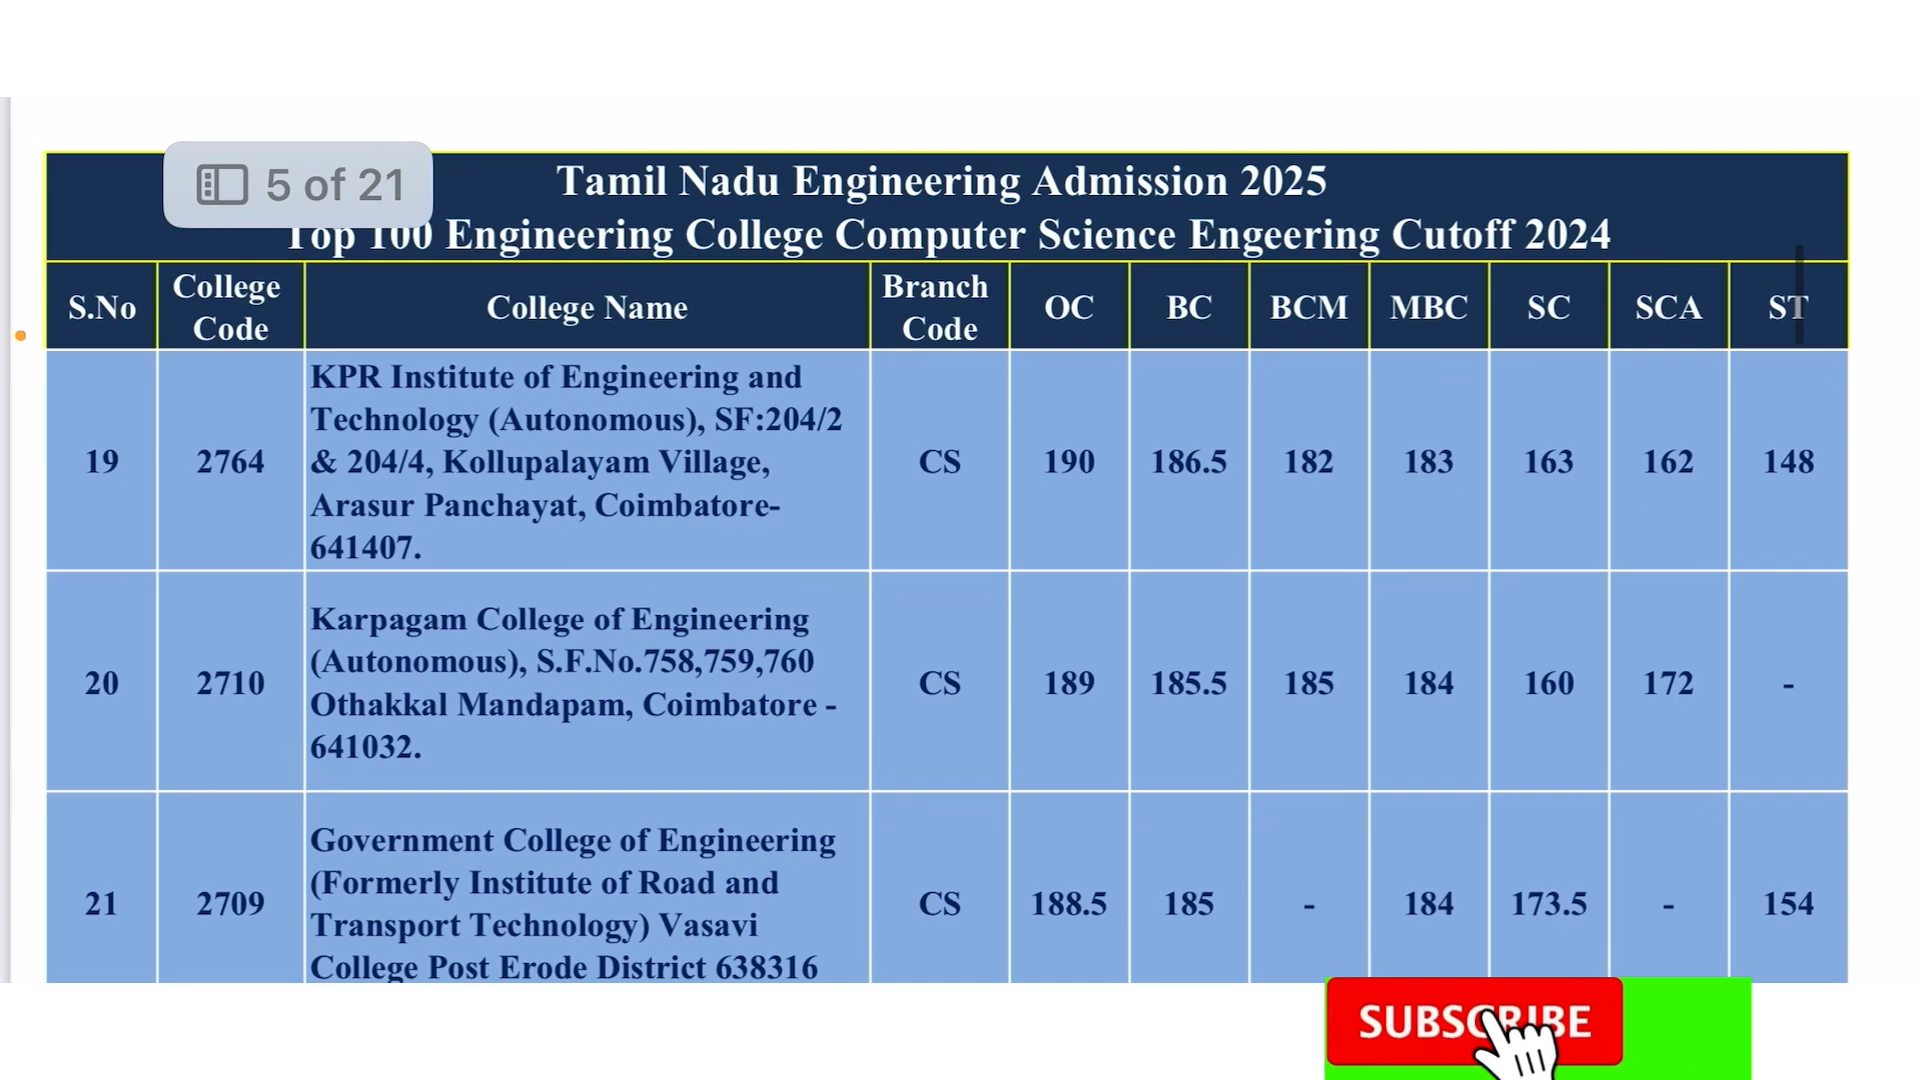 5 of 21
Tamil Nadu Engineering Admission 2025
Top 100 Engineering College Computer Science Engeering Cutoff 2024
S.No College Code College Name Branch Code OC BC BCM MBC SC SCA ST
19 2764 KPR Institute of Engineering and
Technology (Autonomous), SF:204/2
& 204/4, Kollupalayam Village,
Arasur Panchayat, Coimbatore-
641407.
CS 190 186.5 182 183 163 162 148
20 2710 Karpagam College of Engineering
(Autonomous), S.F.No.758,759,760
Othakkal Mandapam, Coimbatore -
641032.
CS 189 185.5 185 184 160 172 -
21 2709 Government College of Engineering
(Formerly Institute of Road and
Transport Technology) Vasavi
College Post Erode District 638316
CS 188.5 185 - 184 173.5 - 154
SUBSCRIBE